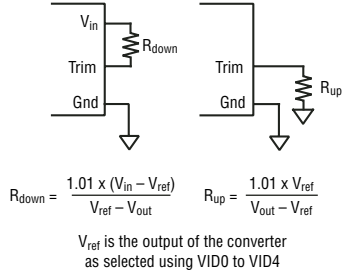 Vin
Rdown
Trim
Gnd
Trim
Rup
Gnd
Rdown = 1.01 x (Vin – Vref) / Vref – Vout
Rup = 1.01 x Vref / Vout – Vref
Vref is the output of the converter
as selected using VID0 to VID4